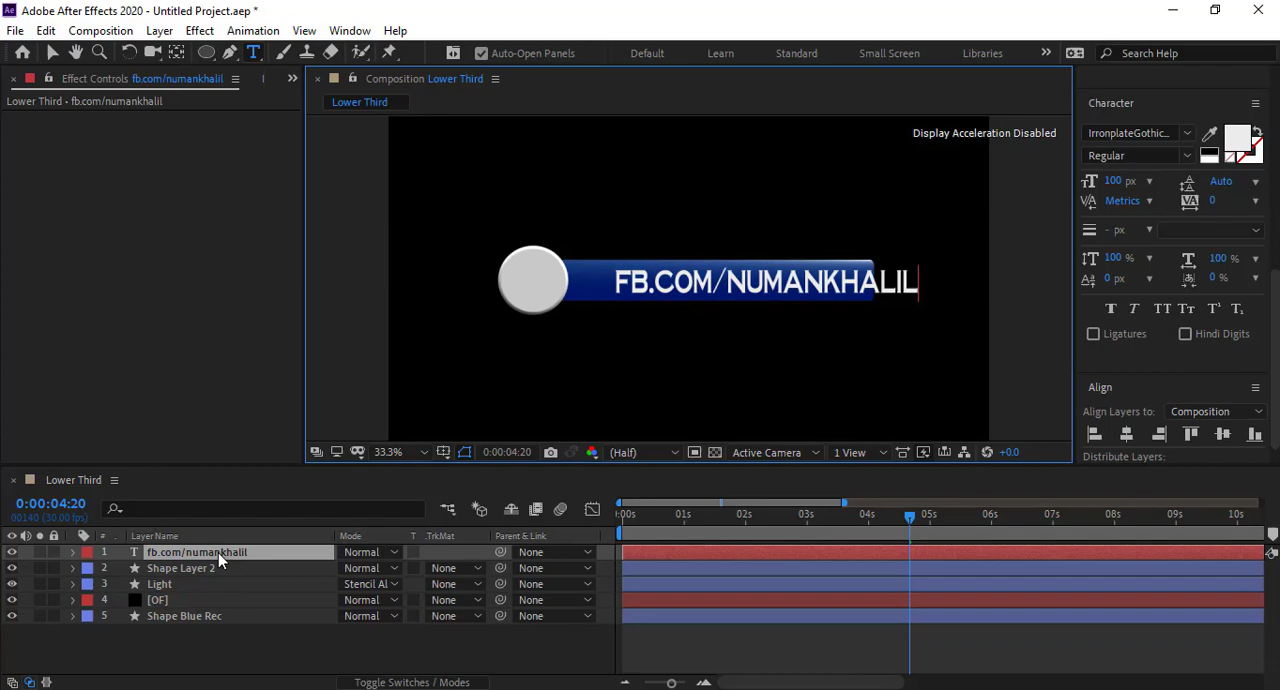 Adobe After Effects 2020 - Untitled Project.aep *
File Edit Composition Layer Effect Animation View Window Help
Auto-Open Panels Default Learn Standard Small Screen Libraries Search Help
Effect Controls fb.com/numankhalil
Composition Lower Third
Lower Third • fb.com/numankhalil
Lower Third
Display Acceleration Disabled
FB.COM/NUMANKHALIL
33.3% 0:00:04:20 (Half) Active Camera 1 View +0.0
Character
IrronplateGothic...
Regular
100 px Auto
Metrics 0
- px
100 % 100 %
0 px 0 %
T T TT Tr T¹ T₁
Ligatures Hindi Digits
Align
Align Layers to: Composition
Distribute Layers:
Lower Third
0:00:04:20
00140 (30.00 fps)
:00s 01s 02s 03s 04s 05s 06s 07s 08s 09s 10s
# Layer Name Mode T .TrkMat Parent & Link
1 T fb.com/numankhalil Normal None
2 Shape Layer 2 Normal None None
3 Light Stencil Al None None
4 [OF] Normal None None
5 Shape Blue Rec Normal None None
Toggle Switches / Modes